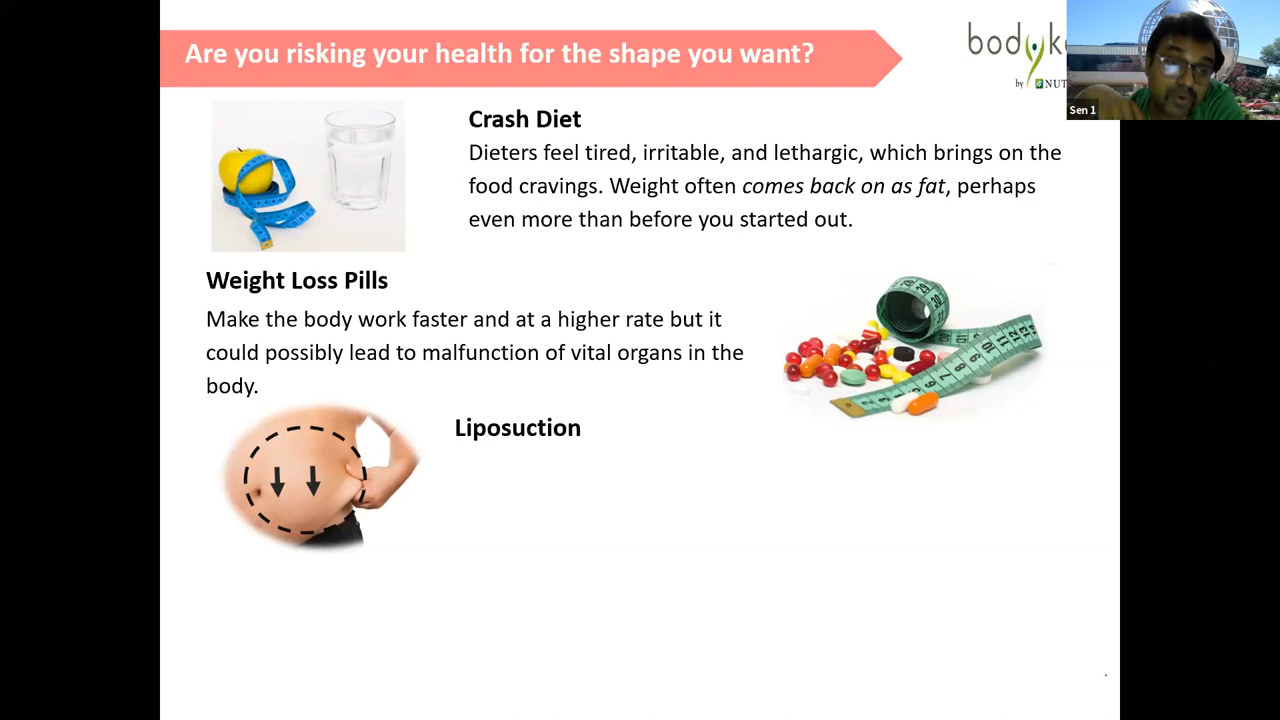 Are you risking your health for the shape you want?
body
by NUT
Sen 1
Crash Diet
Dieters feel tired, irritable, and lethargic, which brings on the
food cravings. Weight often comes back on as fat, perhaps
even more than before you started out.
Weight Loss Pills
Make the body work faster and at a higher rate but it
could possibly lead to malfunction of vital organs in the
body.
Liposuction